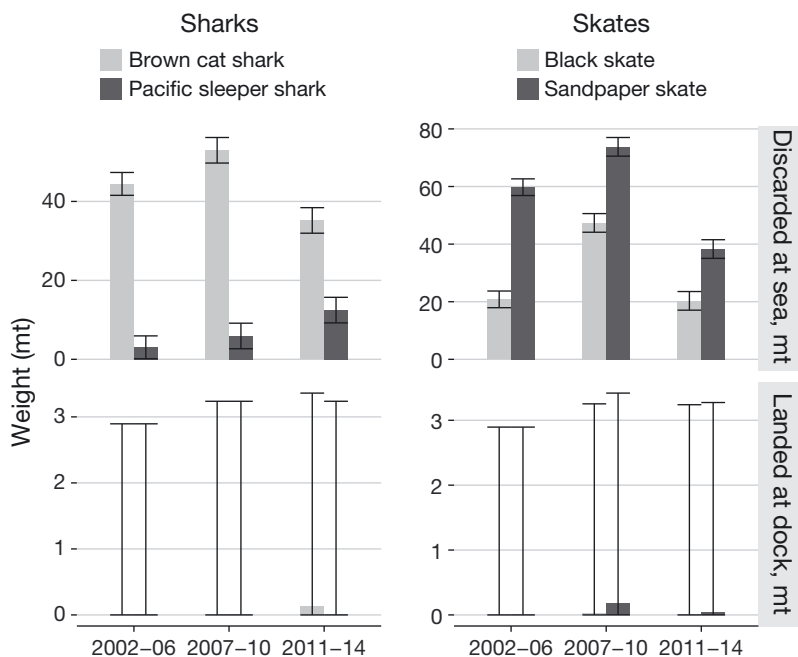 Sharks
Brown cat shark
Pacific sleeper shark
Skates
Black skate
Sandpaper skate
Weight (mt)
40
20
0
3
2
1
0
80
60
40
20
0
3
2
1
0
Discarded at sea, mt
Landed at dock, mt
2002–06 2007–10 2011–14
2002–06 2007–10 2011–14